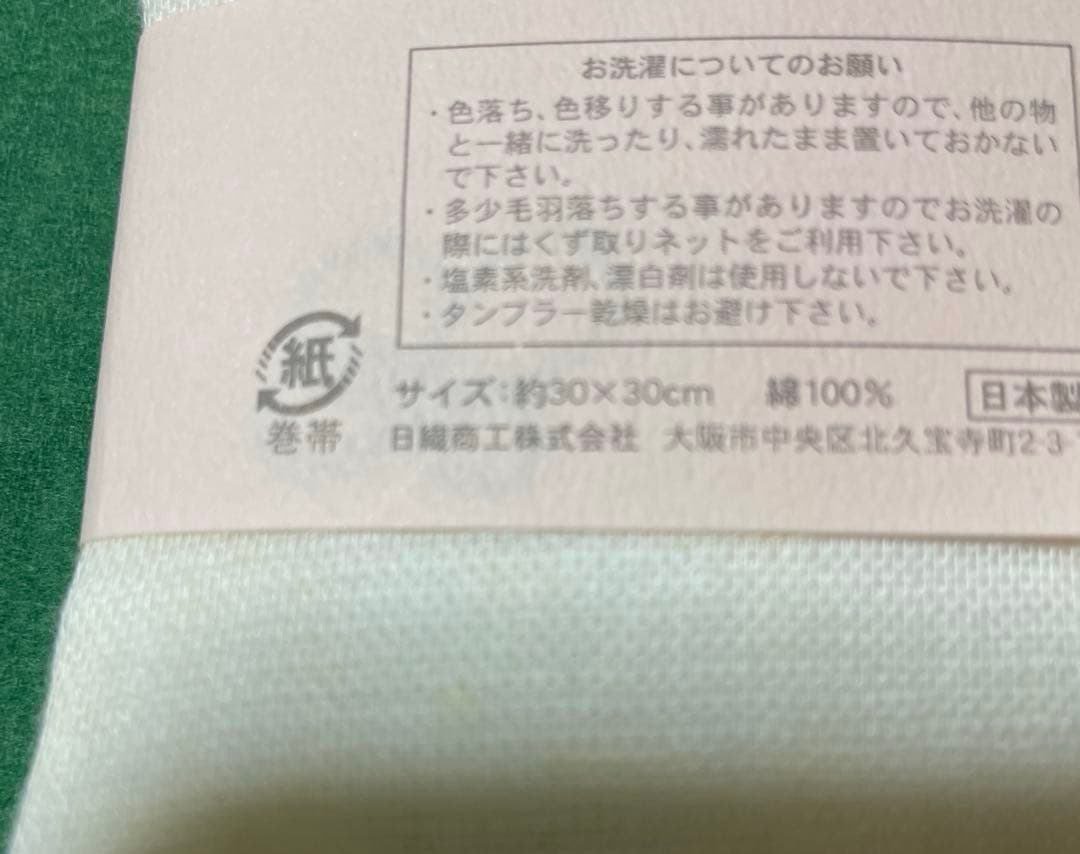 お洗濯についてのお願い
・色落ち、色移りする事がありますので、他の物
と一緒に洗ったり、濡れたまま置いておかない
で下さい。
・多少毛羽落ちする事がありますのでお洗濯の
際にはくず取りネットをご利用下さい。
・塩素系洗剤、漂白剤は使用しないで下さい。
・タンブラー乾燥はお避け下さい。
紙
巻帯
サイズ:約30×30cm 綿100% 日本製
日繊商工株式会社 大阪市中央区北久宝寺町2-3